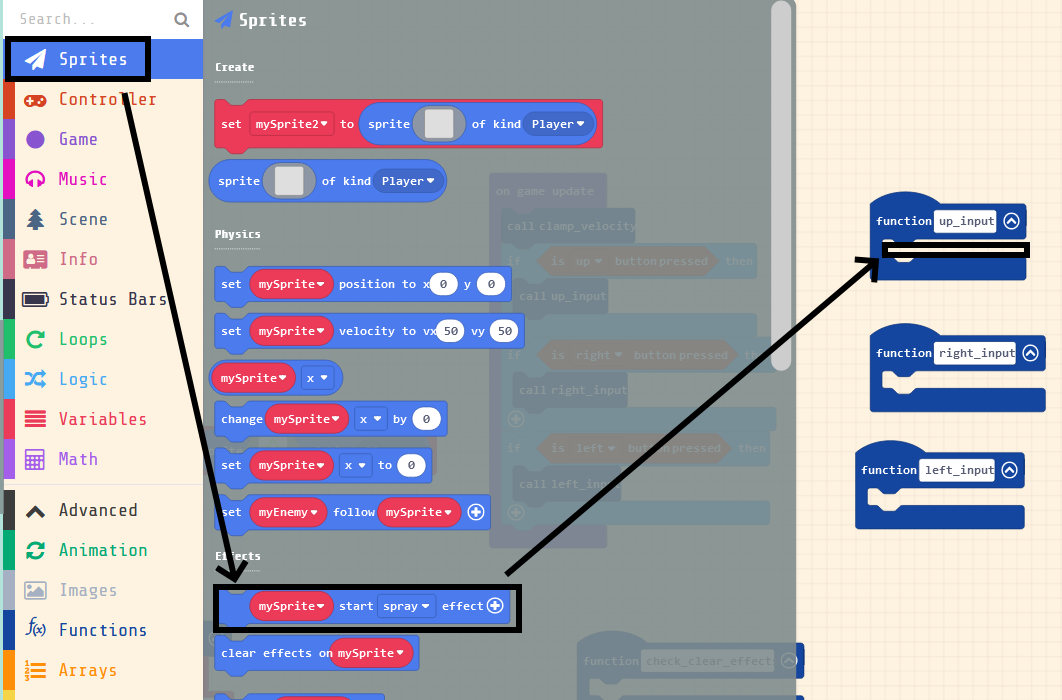 Search...
Sprites
Controller
Game
Music
Scene
Info
Status Bars
Loops
Logic
Variables
Math
Advanced
Animation
Images
Functions
Arrays
Sprites
Create
set mySprite2 to sprite of kind Player
sprite of kind Player
Physics
set mySprite position to x 0 y 0
set mySprite velocity to vx 50 vy 50
mySprite x
change mySprite x by 0
set mySprite x to 0
set myEnemy follow mySprite
Effects
mySprite start spray effect
clear effects on mySprite
on game update
call clamp_velocity
if is up button pressed then
call up_input
if is right button pressed then
call right_input
if is left button pressed then
call left_input
function check_clear_effect
function up_input
function right_input
function left_input